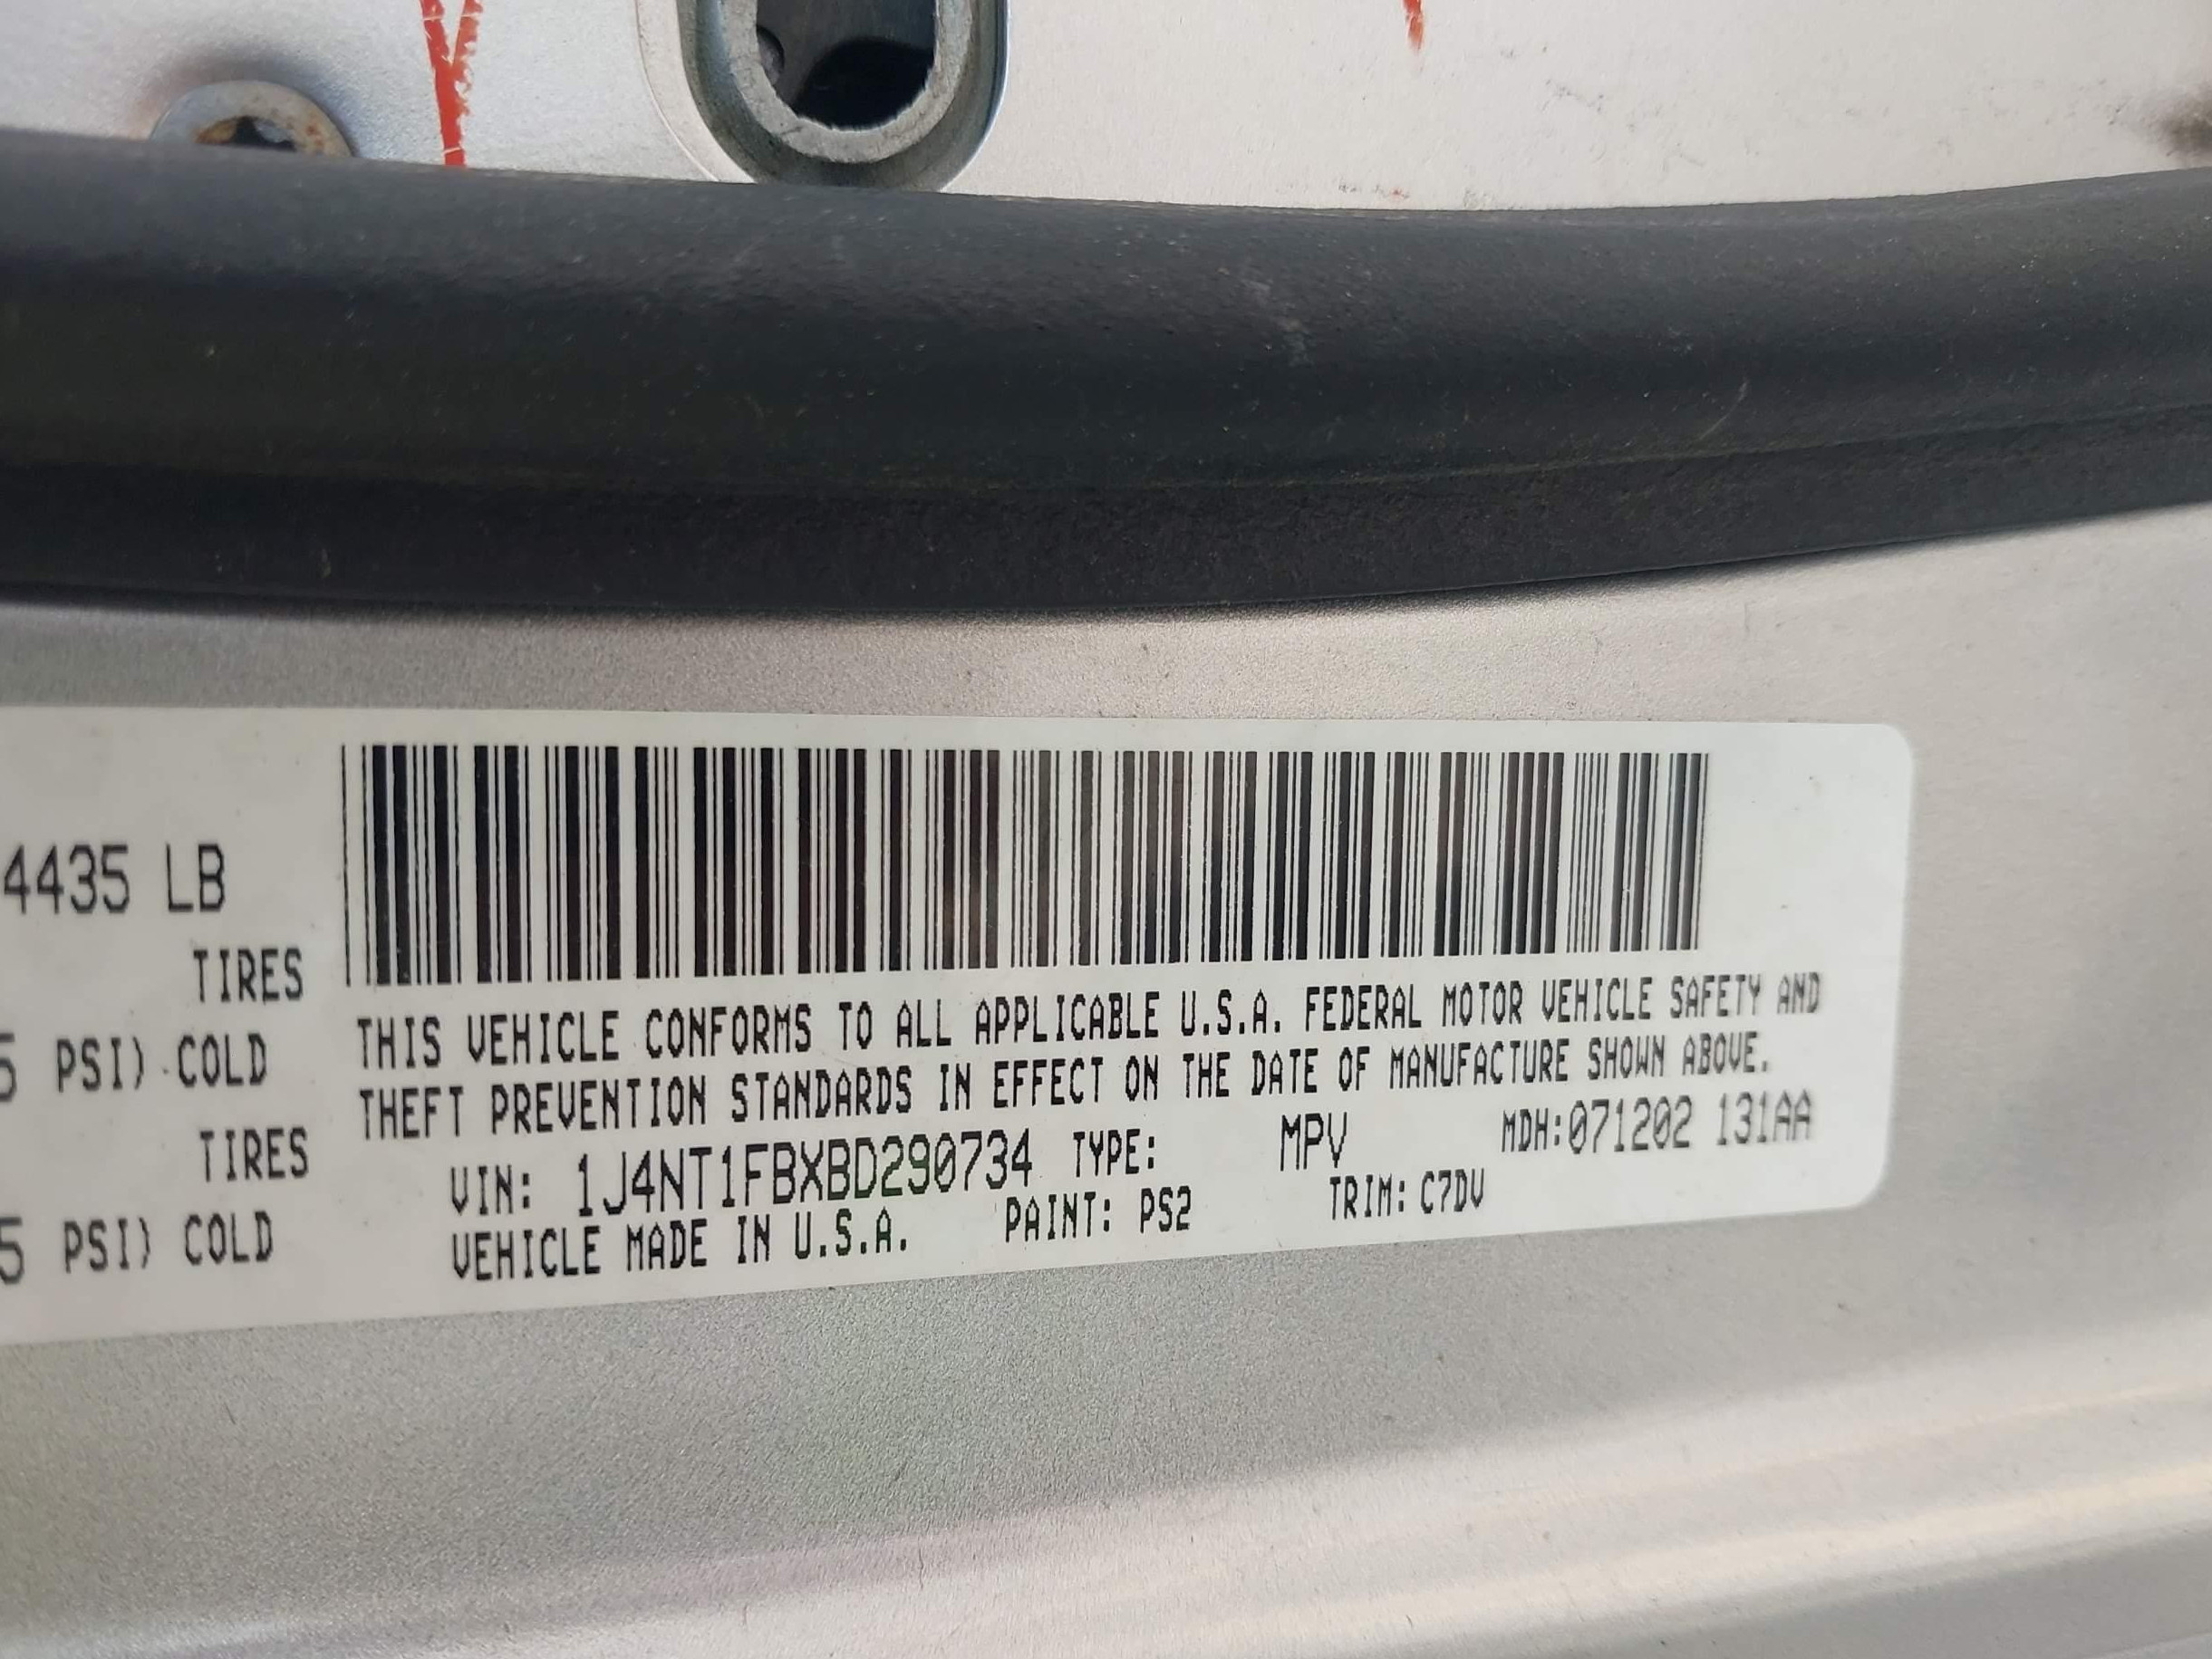 4435 LB
TIRES
5 PSI) COLD
TIRES
5 PSI) COLD
THIS VEHICLE CONFORMS TO ALL APPLICABLE U.S.A. FEDERAL MOTOR VEHICLE SAFETY AND
THEFT PREVENTION STANDARDS IN EFFECT ON THE DATE OF MANUFACTURE SHOWN ABOVE.
VIN: 1J4NT1FBXBD290734 TYPE: MPV MDH:071202 131AA
VEHICLE MADE IN U.S.A. PAINT: PS2 TRIM: C7DV